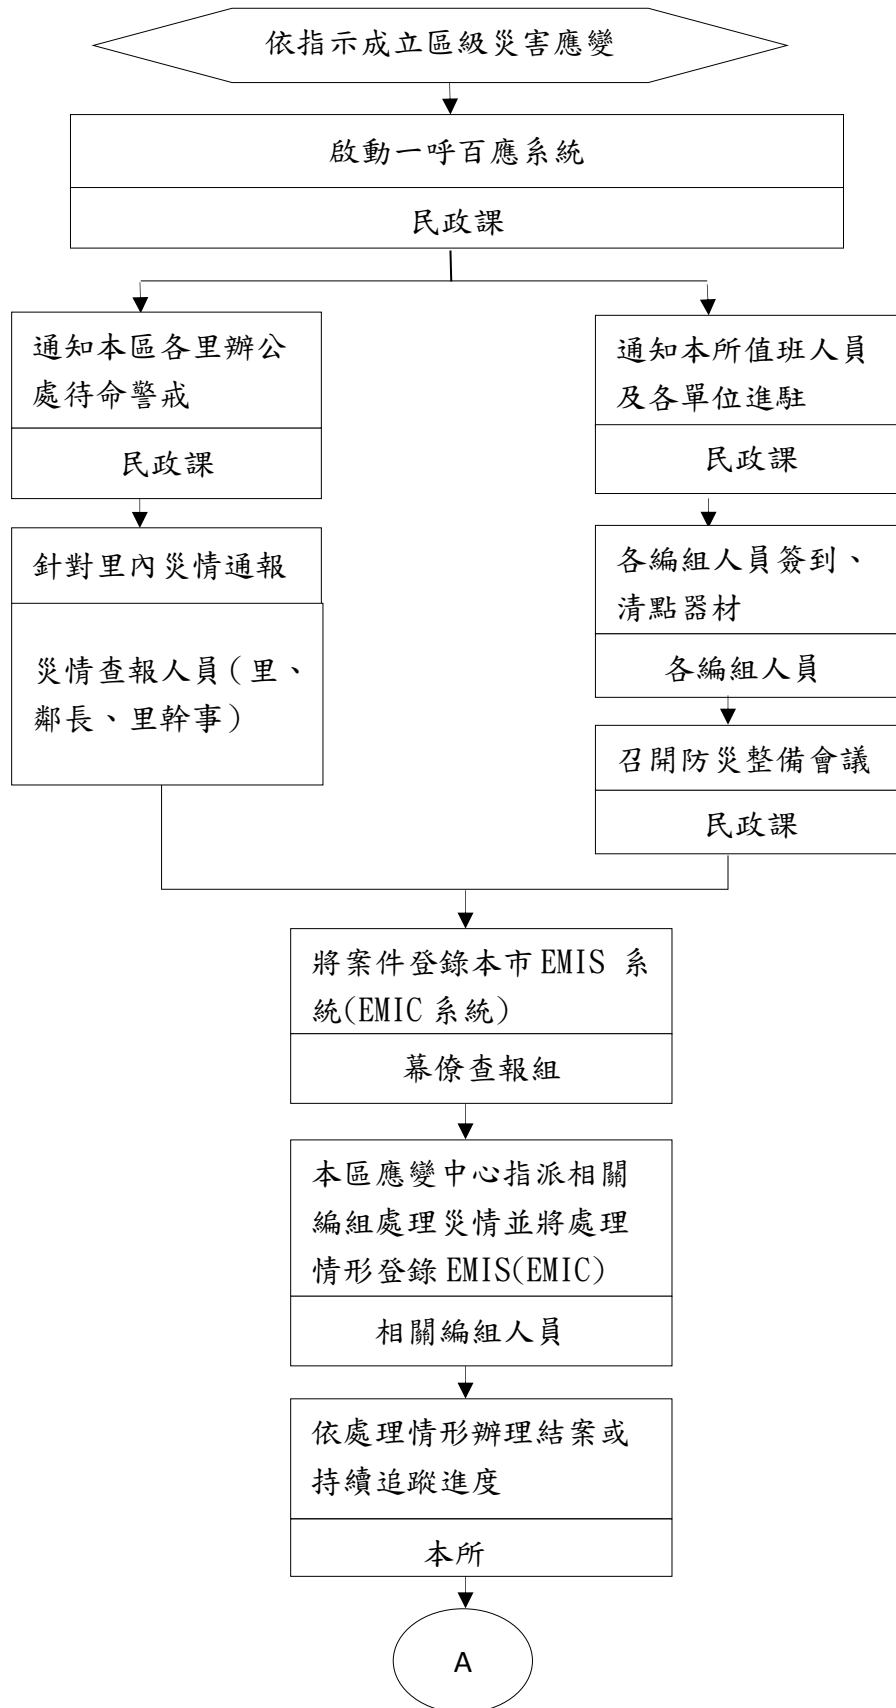 依指示成立區級災害應變
啟動一呼百應系統
民政課
通知本區各里辦公
處待命警戒
民政課
針對里內災情通報
災情查報人員（里、
鄰長、里幹事）
通知本所值班人員
及各單位進駐
民政課
各編組人員簽到、
清點器材
各編組人員
召開防災整備會議
民政課
將案件登錄本市 EMIS 系
統(EMIC 系統)
幕僚查報組
本區應變中心指派相關
編組處理災情並將處理
情形登錄 EMIS(EMIC)
相關編組人員
依處理情形辦理結案或
持續追蹤進度
本所
A